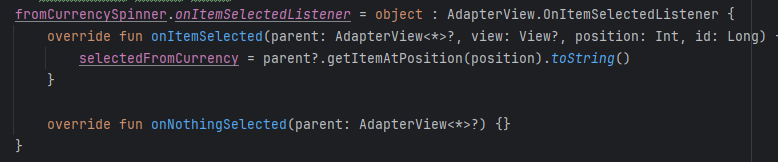 fromCurrencySpinner.onItemSelectedListener = object : AdapterView.OnItemSelectedListener {
override fun onItemSelected(parent: AdapterView<*>?, view: View?, position: Int, id: Long) {
selectedFromCurrency = parent?.getItemAtPosition(position).toString()
}
override fun onNothingSelected(parent: AdapterView<*>?) {}
}